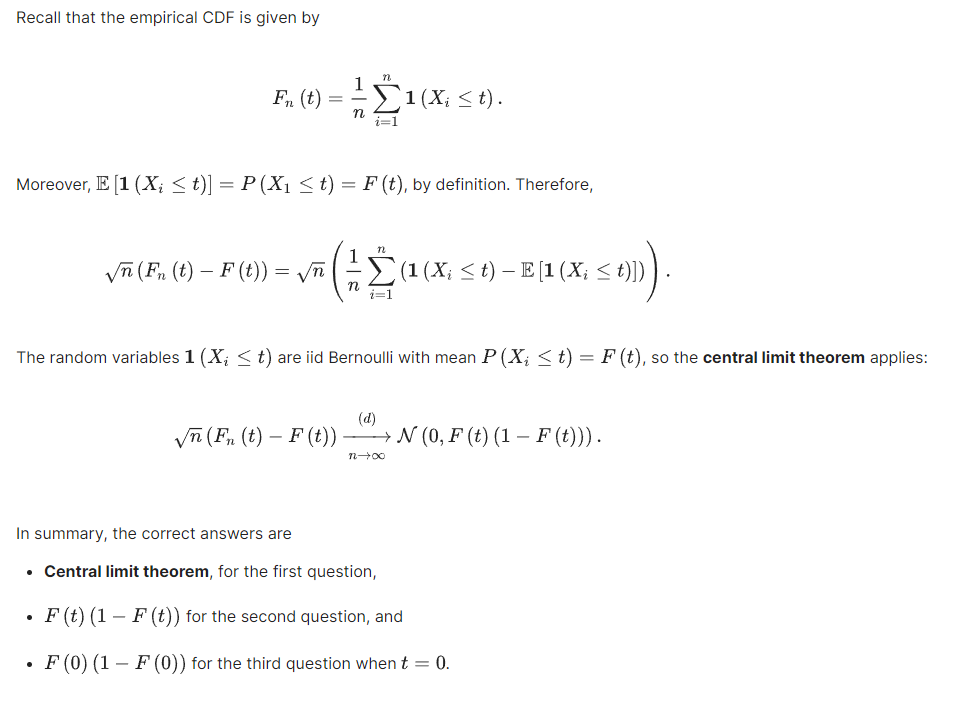 Recall that the empirical CDF is given by
$F_n(t) = \frac{1}{n} \sum_{i=1}^{n} \mathbf{1}(X_i \le t).$
Moreover, $\mathbb{E}[\mathbf{1}(X_i \le t)] = P(X_1 \le t) = F(t)$, by definition. Therefore,
$\sqrt{n}(F_n(t) - F(t)) = \sqrt{n}\left(\frac{1}{n} \sum_{i=1}^{n} (\mathbf{1}(X_i \le t) - \mathbb{E}[\mathbf{1}(X_i \le t)])\right).$
The random variables $\mathbf{1}(X_i \le t)$ are iid Bernoulli with mean $P(X_i \le t) = F(t)$, so the central limit theorem applies:
$\sqrt{n}(F_n(t) - F(t)) \xrightarrow[n \to \infty]{(d)} \mathcal{N}(0, F(t)(1 - F(t))).$
In summary, the correct answers are
• Central limit theorem, for the first question,
• $F(t)(1 - F(t))$ for the second question, and
• $F(0)(1 - F(0))$ for the third question when $t = 0$.